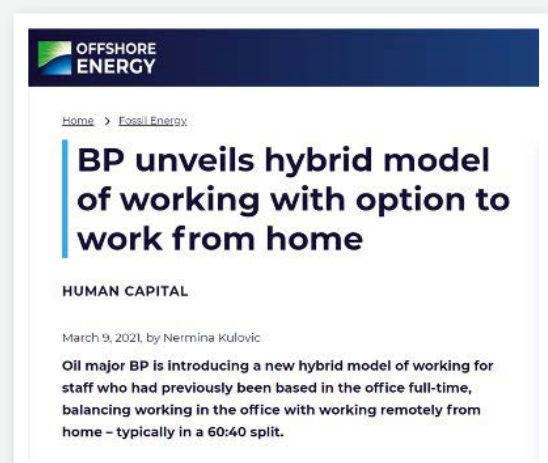 OFFSHORE
ENERGY
Home > Fossil Energy
BP unveils hybrid model
of working with option to
work from home
HUMAN CAPITAL
March 9, 2021, by Nermina Kulovic
Oil major BP is introducing a new hybrid model of working for
staff who had previously been based in the office full-time,
balancing working in the office with working remotely from
home – typically in a 60:40 split.